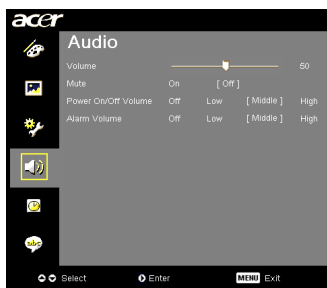 acer
Audio
Volume 50
Mute On [ Off ]
Power On/Off Volume Off Low [ Middle ] High
Alarm Volume Off Low [ Middle ] High
abc
Select Enter MENU Exit